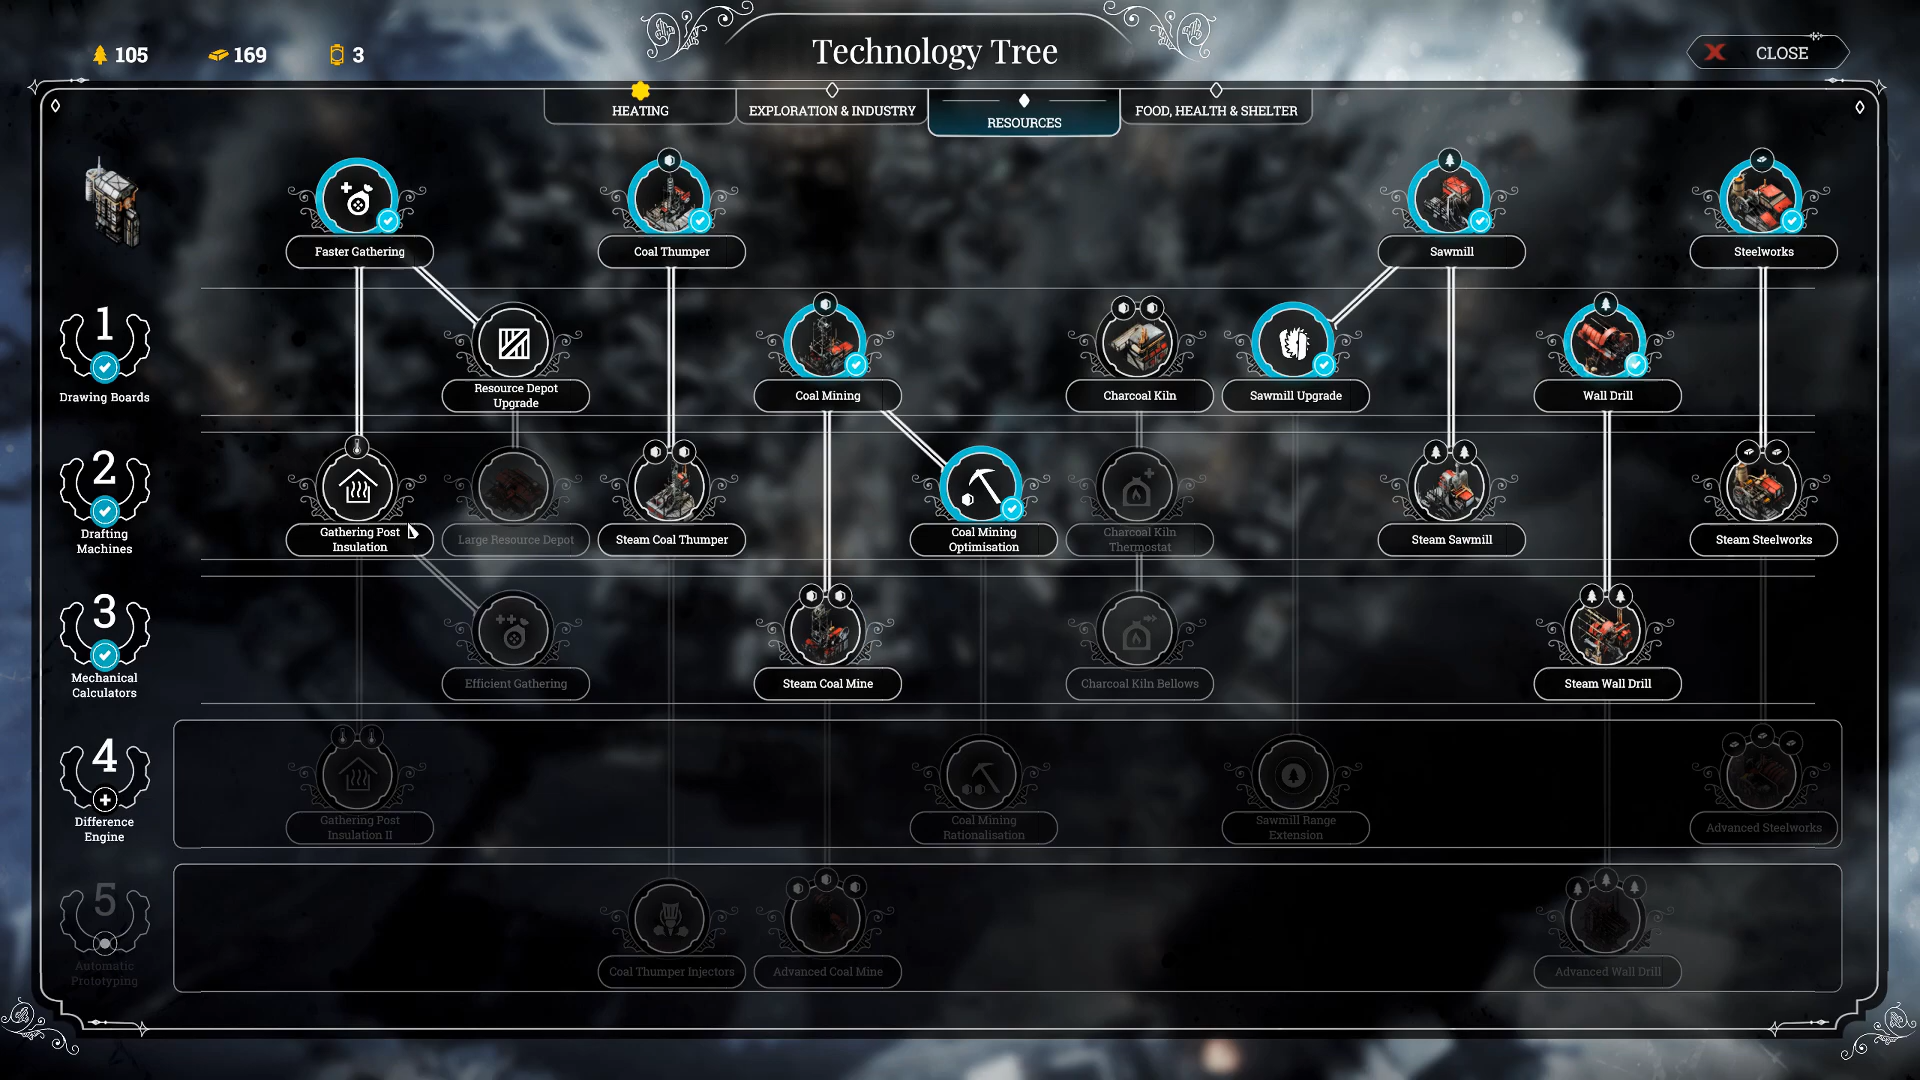 105
169
3
Technology Tree
CLOSE
HEATING
EXPLORATION & INDUSTRY
RESOURCES
FOOD, HEALTH & SHELTER
Faster Gathering
Coal Thumper
Sawmill
Steelworks
1
Drawing Boards
Resource Depot
Upgrade
Coal Mining
Charcoal Kiln
Sawmill Upgrade
Wall Drill
2
Drafting
Machines
Gathering Post
Insulation
Large Resource Depot
Steam Coal Thumper
Coal Mining
Optimisation
Charcoal Kiln
Thermostat
Steam Sawmill
Steam Steelworks
3
Mechanical
Calculators
Efficient Gathering
Steam Coal Mine
Charcoal Kiln Bellows
Steam Wall Drill
4
Difference
Engine
Gathering Post
Insulation II
Coal Mining
Rationalisation
Sawmill Range
Extension
Advanced Steelworks
5
Automatic
Prototyping
Coal Thumper Injectors
Advanced Coal Mine
Advanced Wall Drill